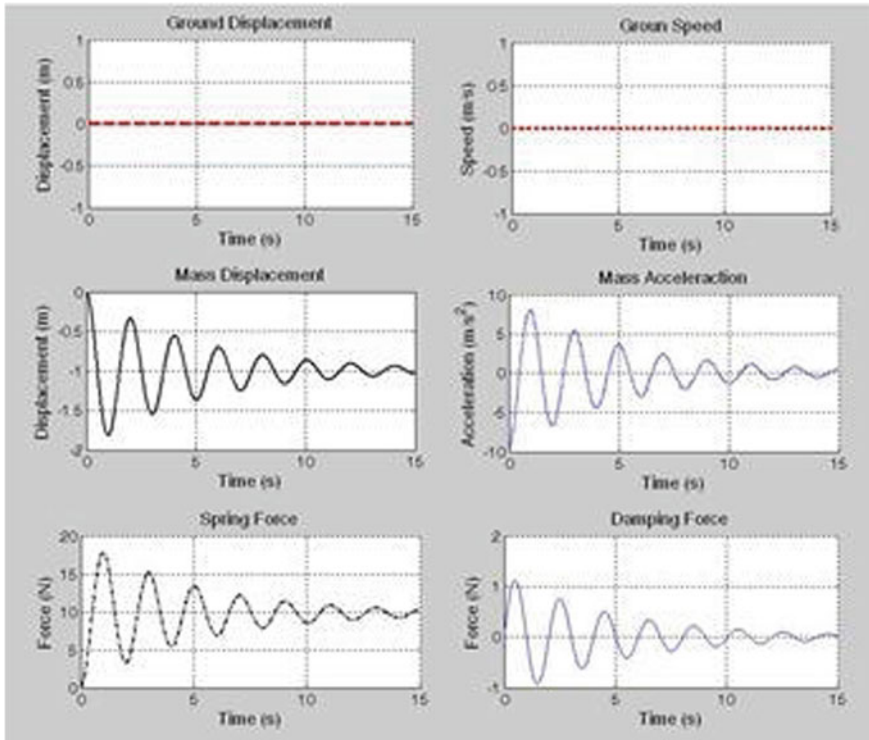 Ground Displacement
Displacement (m)
1
0.5
0
-0.5
-1
0 5 10 15
Time (s)
Groun Speed
Speed (m/s)
1
0.5
0
-0.5
-1
0 5 10 15
Time (s)
Mass Displacement
Displacement (m)
0
-0.5
-1
-1.5
-2
0 5 10 15
Time (s)
Mass Acceleraction
Acceleration (m/s²)
10
5
0
-5
-10
0 5 10 15
Time (s)
Spring Force
Force (N)
20
15
10
5
0
0 5 10 15
Time (s)
Damping Force
Force (N)
2
1
0
-1
0 5 10 15
Time (s)